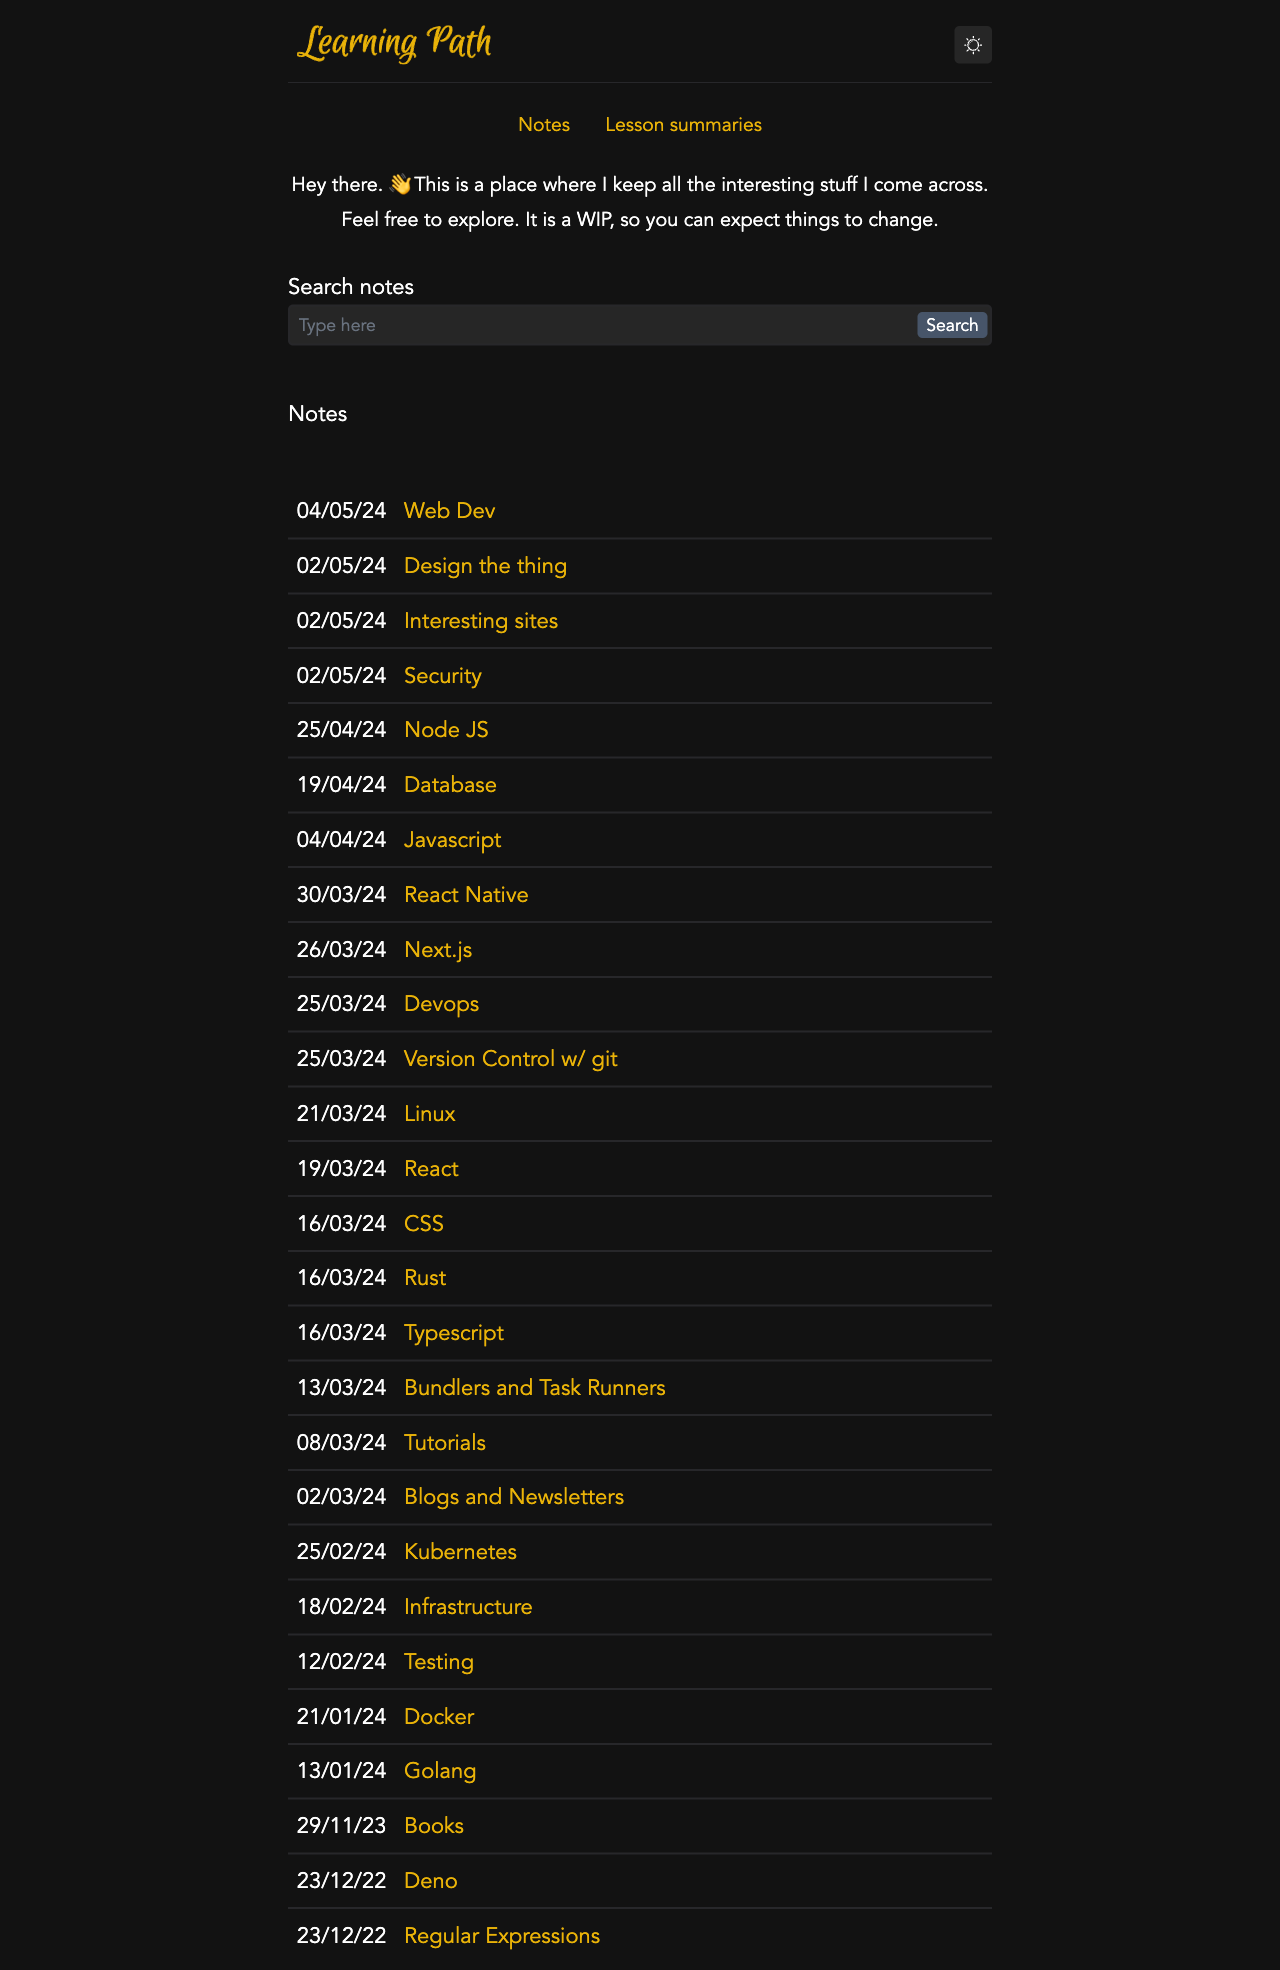 Learning Path
Notes Lesson summaries
Hey there. 👋This is a place where I keep all the interesting stuff I come across.
Feel free to explore. It is a WIP, so you can expect things to change.
Search notes
Type here Search
Notes
04/05/24 Web Dev
02/05/24 Design the thing
02/05/24 Interesting sites
02/05/24 Security
25/04/24 Node JS
19/04/24 Database
04/04/24 Javascript
30/03/24 React Native
26/03/24 Next.js
25/03/24 Devops
25/03/24 Version Control w/ git
21/03/24 Linux
19/03/24 React
16/03/24 CSS
16/03/24 Rust
16/03/24 Typescript
13/03/24 Bundlers and Task Runners
08/03/24 Tutorials
02/03/24 Blogs and Newsletters
25/02/24 Kubernetes
18/02/24 Infrastructure
12/02/24 Testing
21/01/24 Docker
13/01/24 Golang
29/11/23 Books
23/12/22 Deno
23/12/22 Regular Expressions